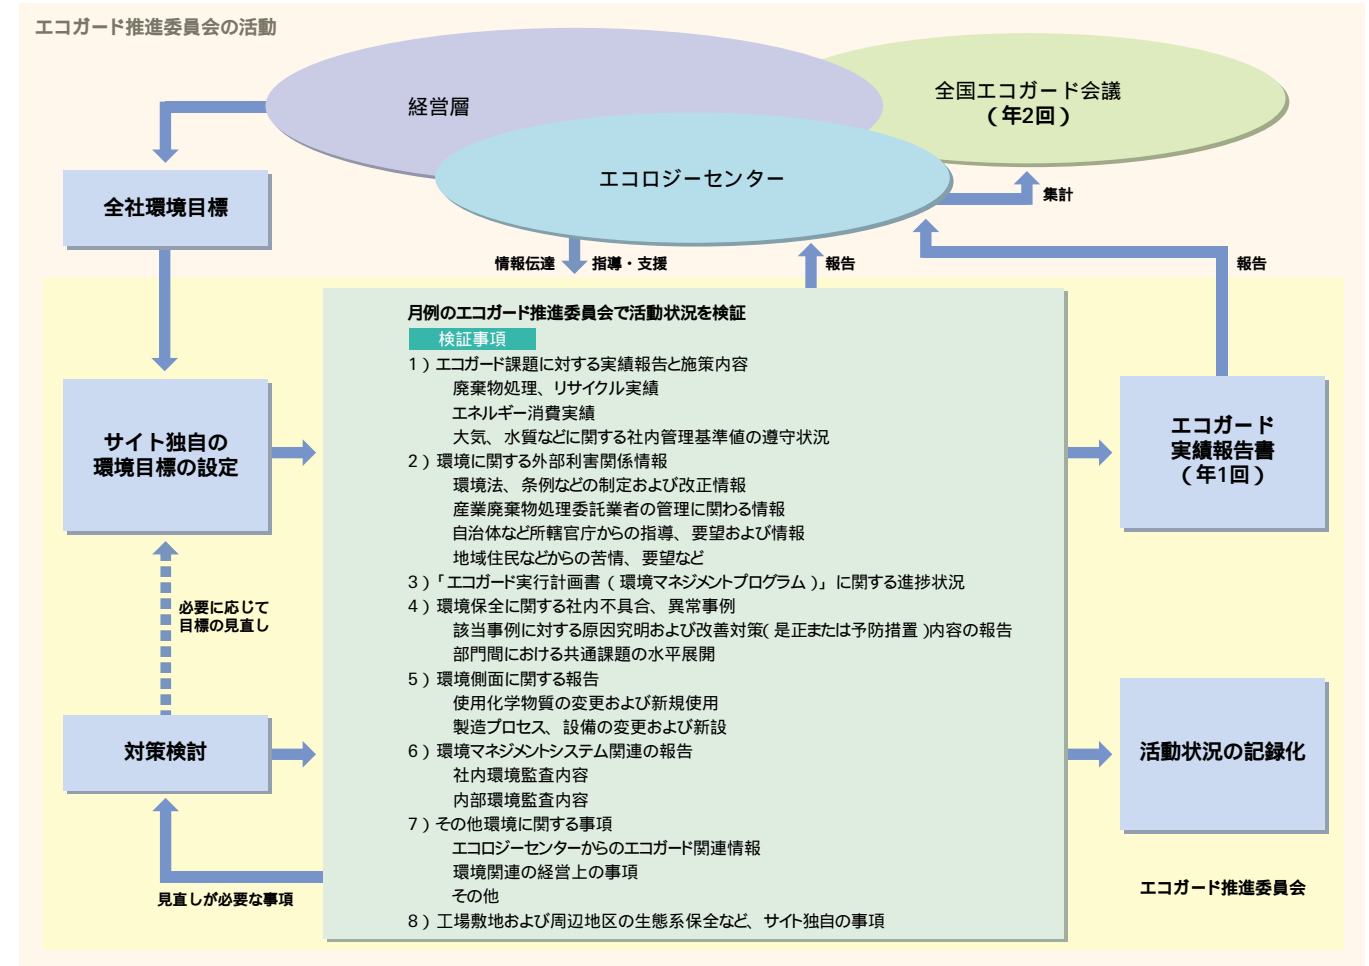 エコガード推進委員会の活動
経営層
全国エコガード会議
(年2回)
エコロジーセンター
集計
全社環境目標
情報伝達
指導・支援
報告
報告
月例のエコガード推進委員会で活動状況を検証
検証事項
1)エコガード課題に対する実績報告と施策内容
廃棄物処理、リサイクル実績
エネルギー消費実績
大気、水質などに関する社内管理基準値の遵守状況
2)環境に関する外部利害関係情報
環境法、条例などの制定および改正情報
産業廃棄物処理委託業者の管理に関わる情報
自治体など所轄官庁からの指導、要望および情報
地域住民などからの苦情、要望など
3)「エコガード実行計画書(環境マネジメントプログラム)」に関する進捗状況
4)環境保全に関する社内不具合、異常事例
該当事例に対する原因究明および改善対策(是正または予防措置)内容の報告
部門間における共通課題の水平展開
5)環境側面に関する報告
使用化学物質の変更および新規使用
製造プロセス、設備の変更および新設
6)環境マネジメントシステム関連の報告
社内環境監査内容
内部環境監査内容
7)その他環境に関する事項
エコロジーセンターからのエコガード関連情報
環境関連の経営上の事項
その他
8)工場敷地および周辺地区の生態系保全など、サイト独自の事項
サイト独自の
環境目標の設定
必要に応じて
目標の見直し
対策検討
見直しが必要な事項
エコガード
実績報告書
(年1回)
活動状況の記録化
エコガード推進委員会